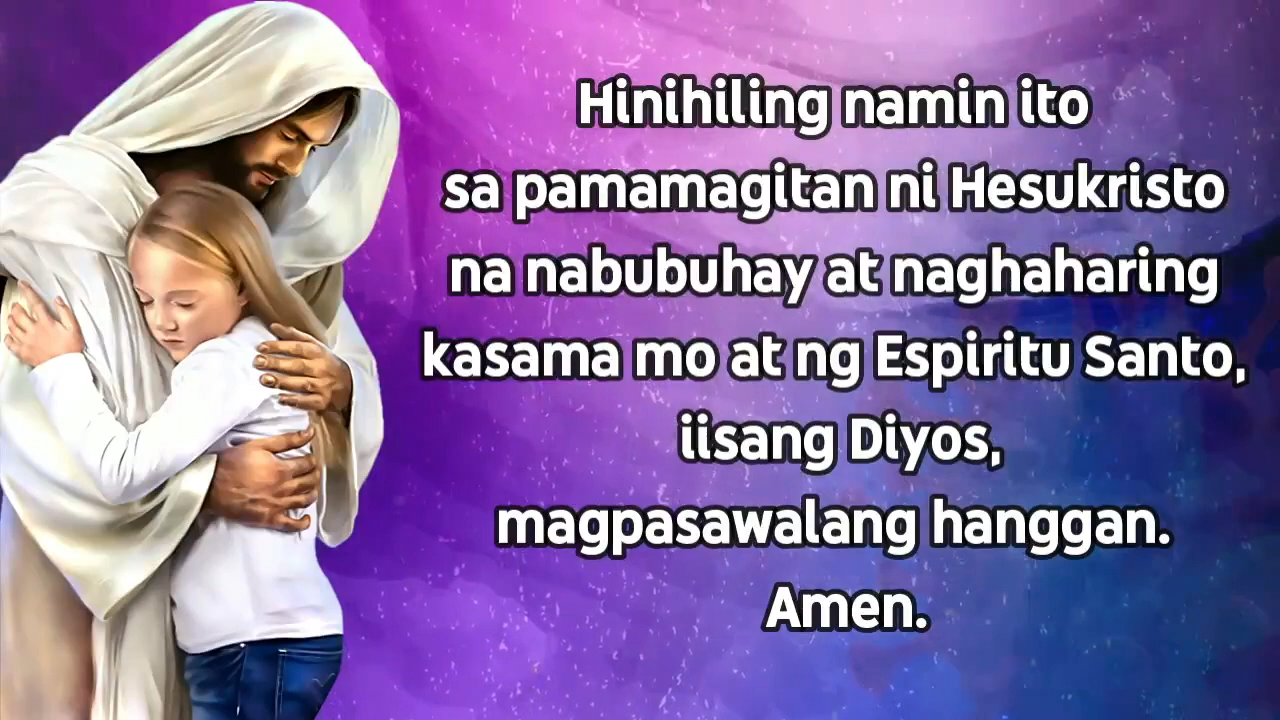 Hinihiling namin ito
sa pamamagitan ni Hesukristo
na nabubuhay at naghaharing
kasama mo at ng Espiritu Santo,
iisang Diyos,
magpasawalang hanggan.
Amen.